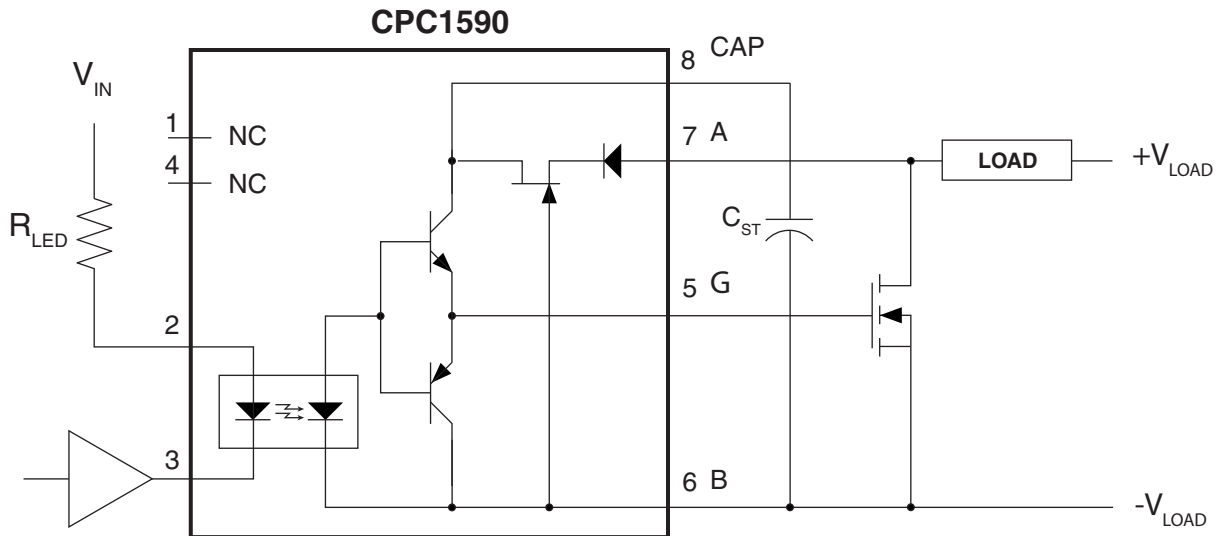 CPC1590
V_IN
R_LED
1 NC
4 NC
2
3
8 CAP
7 A
5 G
6 B
C_ST
LOAD
+V_LOAD
-V_LOAD